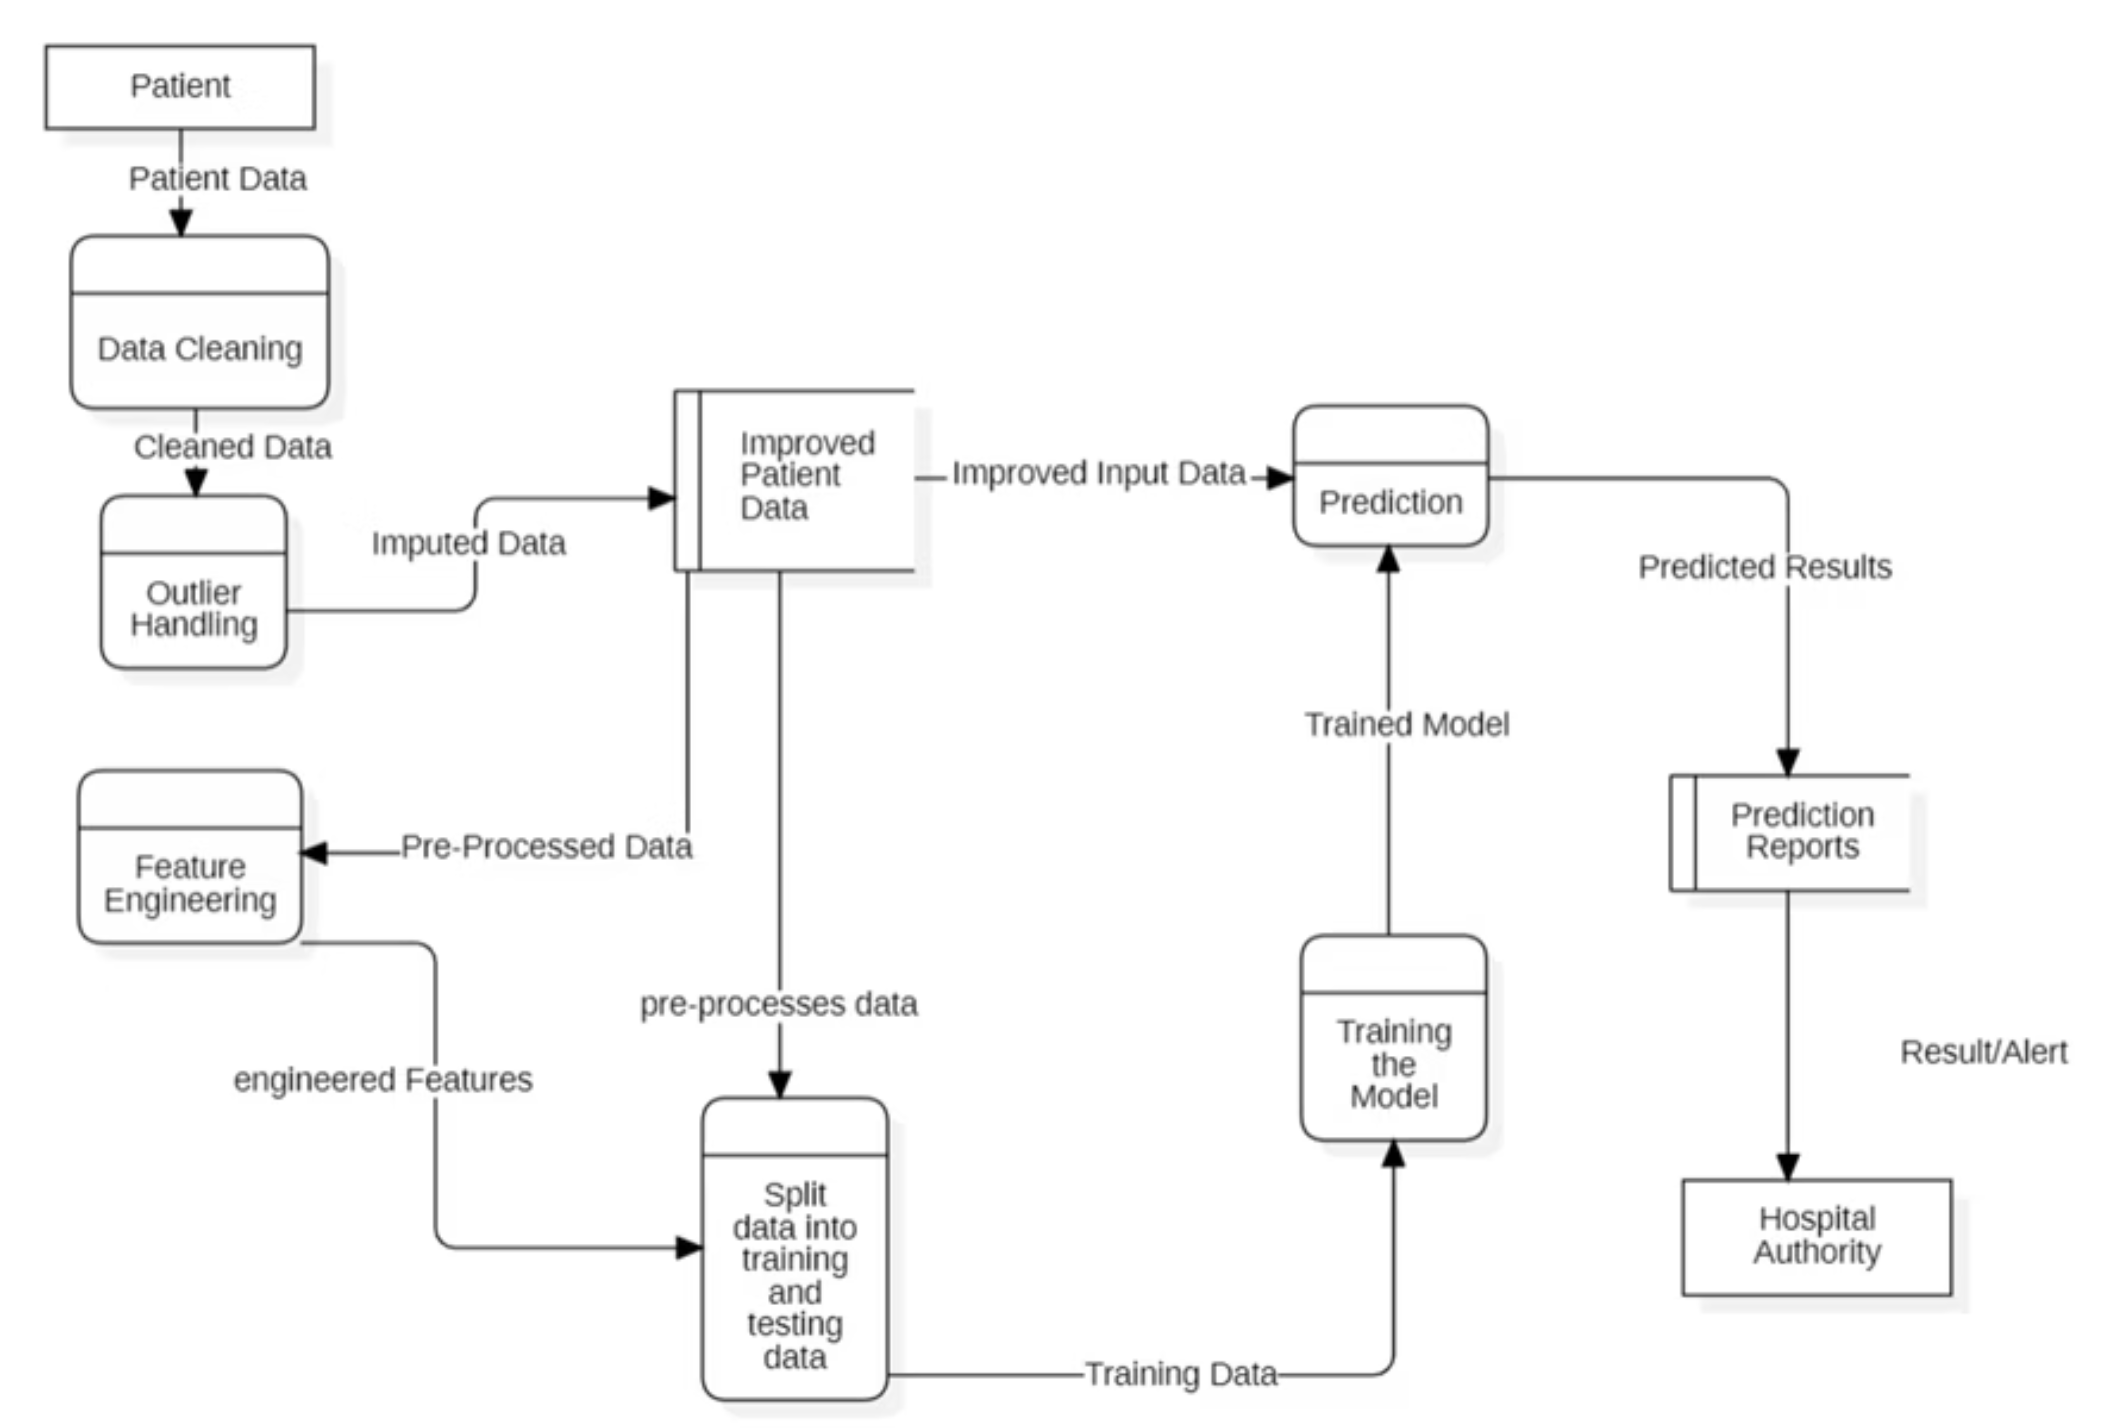 Patient
Patient Data
Data Cleaning
Cleaned Data
Outlier
Handling
Imputed Data
Improved
Patient
Data
Improved Input Data
Prediction
Predicted Results
Pre-Processed Data
Feature
Engineering
engineered Features
pre-processes data
Split
data into
training
and
testing
data
Training Data
Training
the
Model
Trained Model
Prediction
Reports
Result/Alert
Hospital
Authority